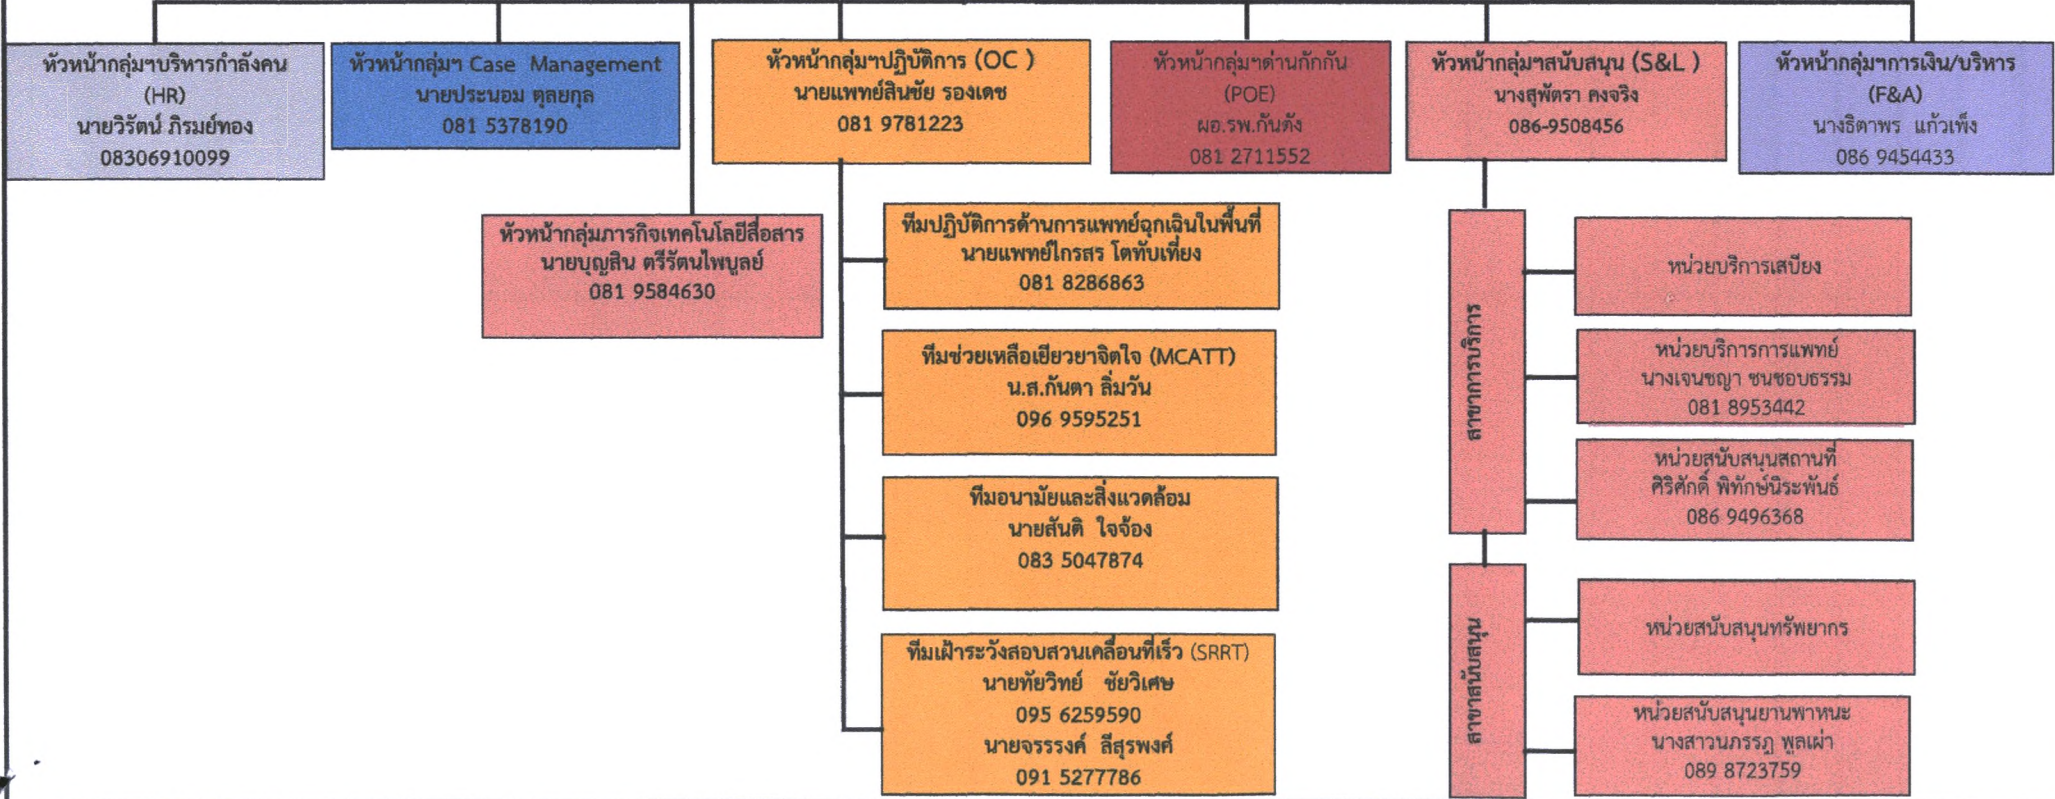 หัวหน้ากลุ่มฯบริหารกำลังคน
(HR)
นายวิรัตน์ ภิรมย์ทอง
08306910099
หัวหน้ากลุ่มฯ Case Management
นายประนอม ตุลยกุล
081 5378190
หัวหน้ากลุ่มฯปฏิบัติการ (OC )
นายแพทย์สินชัย รองเดช
081 9781223
หัวหน้ากลุ่มฯด้านกักกัน
(POE)
ผอ.รพ.กันตัง
081 2711552
หัวหน้ากลุ่มฯสนับสนุน (S&L )
นางสุพัตรา คงจริง
086-9508456
หัวหน้ากลุ่มฯการเงิน/บริหาร
(F&A)
นางธิดาพร แก้วเพ็ง
086 9454433
หัวหน้ากลุ่มภารกิจเทคโนโลยีสื่อสาร
นายบุญสิน ตรีรัตนไพบูลย์
081 9584630
ทีมปฏิบัติการด้านการแพทย์ฉุกเฉินในพื้นที่
นายแพทย์ไกรสร โตทับเที่ยง
081 8286863
ทีมช่วยเหลือเยียวยาจิตใจ (MCATT)
น.ส.กันตา ลิ่มวัน
096 9595251
ทีมอนามัยและสิ่งแวดล้อม
นายสันติ ใจจ้อง
083 5047874
ทีมเฝ้าระวังสอบสวนเคลื่อนที่เร็ว (SRRT)
นายทัยวิทย์ ชัยวิเศษ
095 6259590
นายจรรรงค์ ลีสุรพงศ์
091 5277786
สาขาการบริการ
หน่วยบริการเสบียง
หน่วยบริการการแพทย์
นางเจนชญา ชนชอบธรรม
081 8953442
หน่วยสนับสนุนสถานที่
ศิริศักดิ์ พิทักษ์นิระพันธ์
086 9496368
สาขาสนับสนุน
หน่วยสนับสนุนทรัพยากร
หน่วยสนับสนุนยานพาหนะ
นางสาวนภรรฎ พูลเผ่า
089 8723759